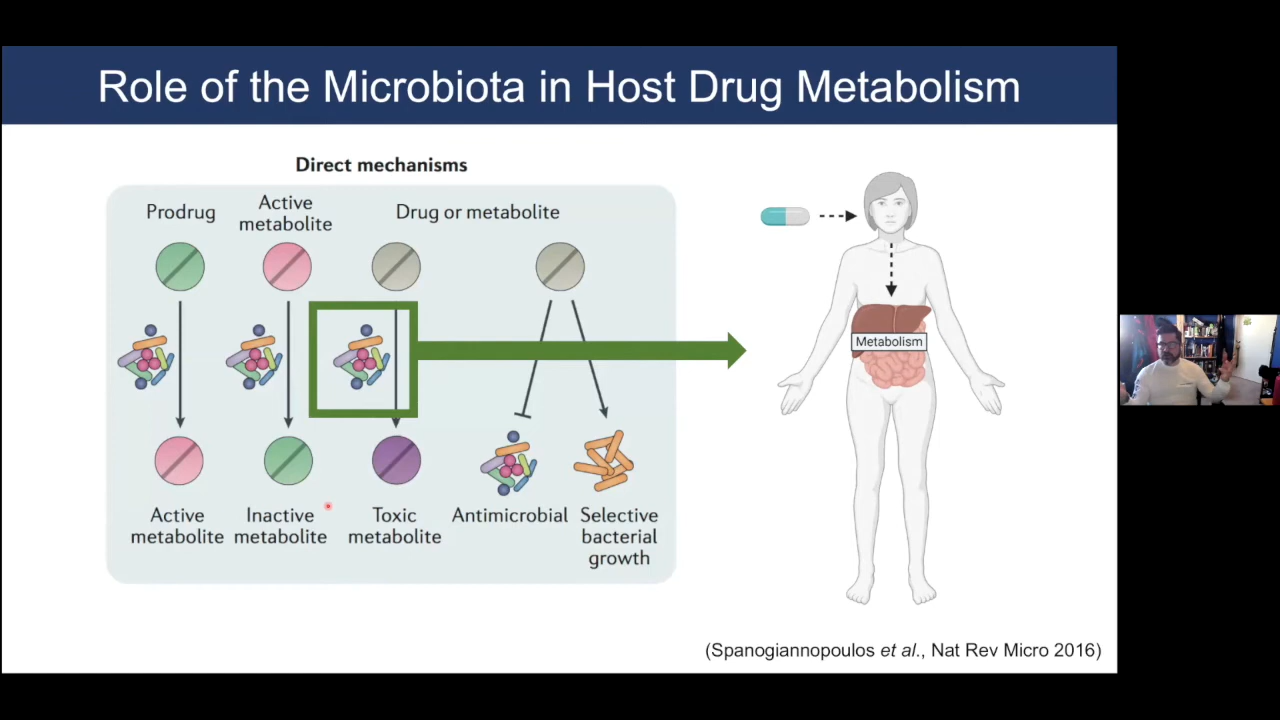 Role of the Microbiota in Host Drug Metabolism
Direct mechanisms
Prodrug
Active
metabolite
Drug or metabolite
Active
metabolite
Inactive
metabolite
Toxic
metabolite
Antimicrobial
Selective
bacterial
growth
Metabolism
(Spanogiannopoulos et al., Nat Rev Micro 2016)